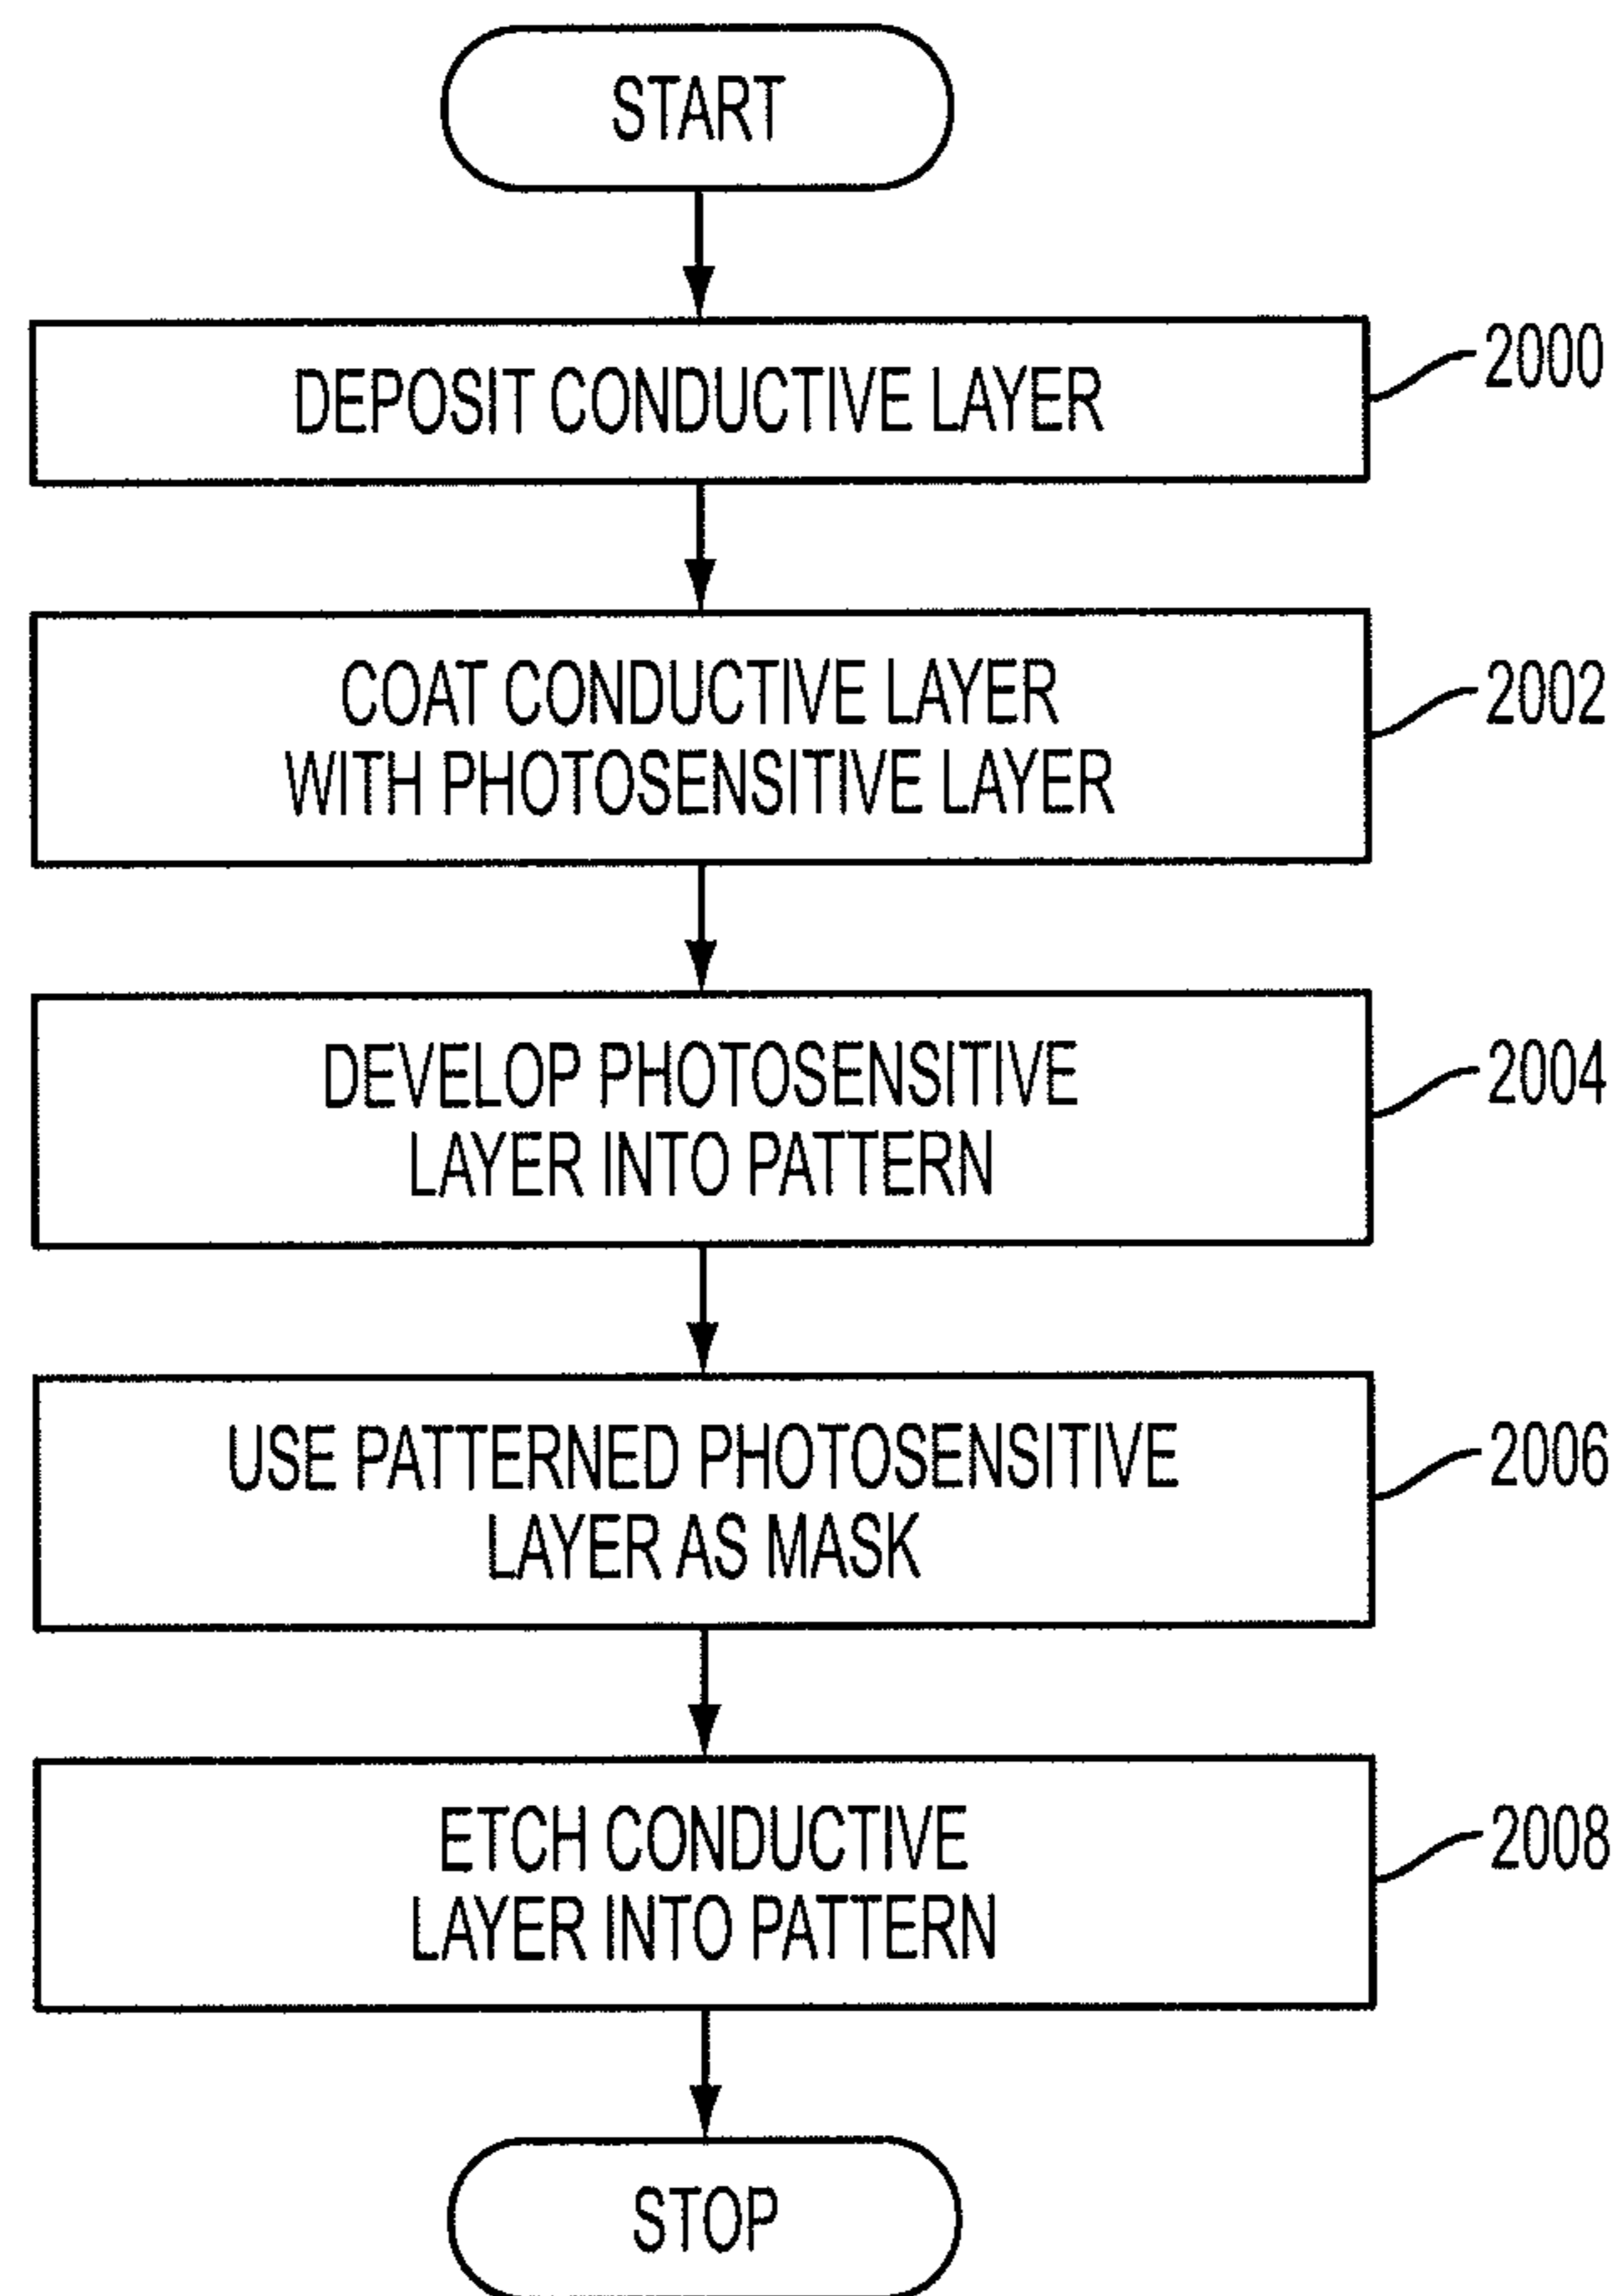 START
DEPOSIT CONDUCTIVE LAYER
2000
COAT CONDUCTIVE LAYER
WITH PHOTOSENSITIVE LAYER
2002
DEVELOP PHOTOSENSITIVE
LAYER INTO PATTERN
2004
USE PATTERNED PHOTOSENSITIVE
LAYER AS MASK
2006
ETCH CONDUCTIVE
LAYER INTO PATTERN
2008
STOP